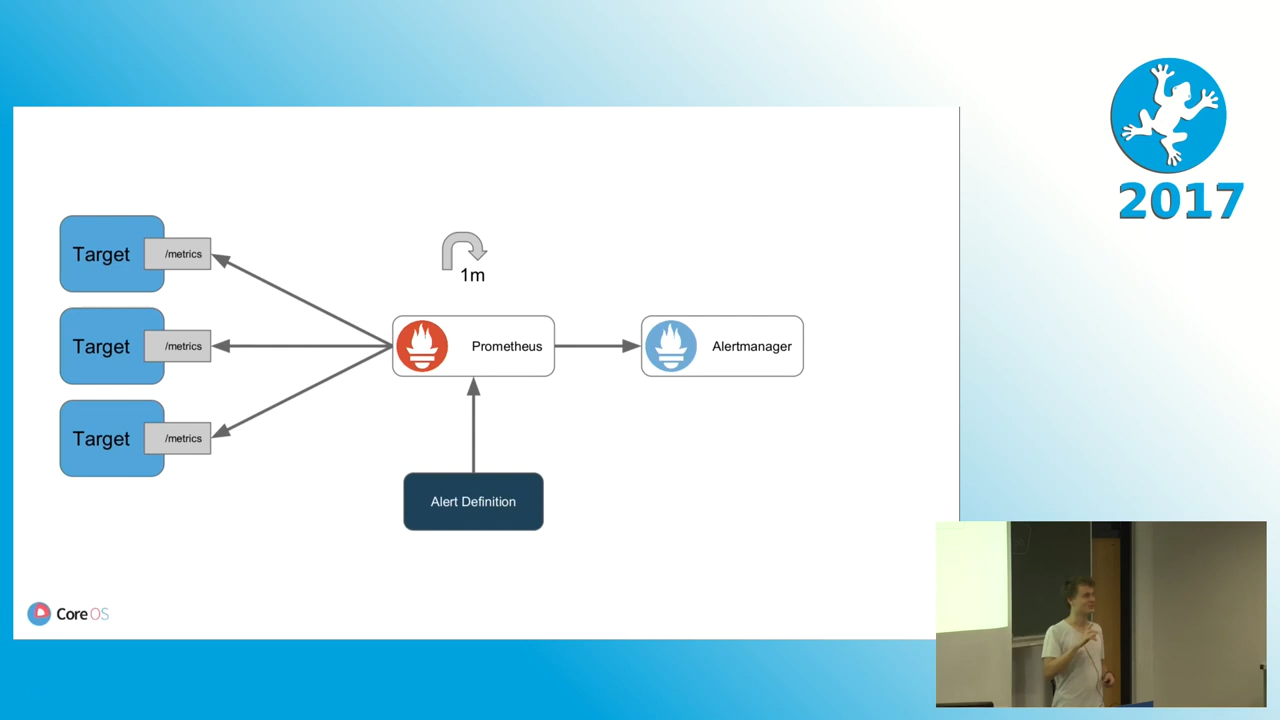 2017
Target
/metrics
Target
/metrics
Target
/metrics
1m
Prometheus
Alertmanager
Alert Definition
Core OS